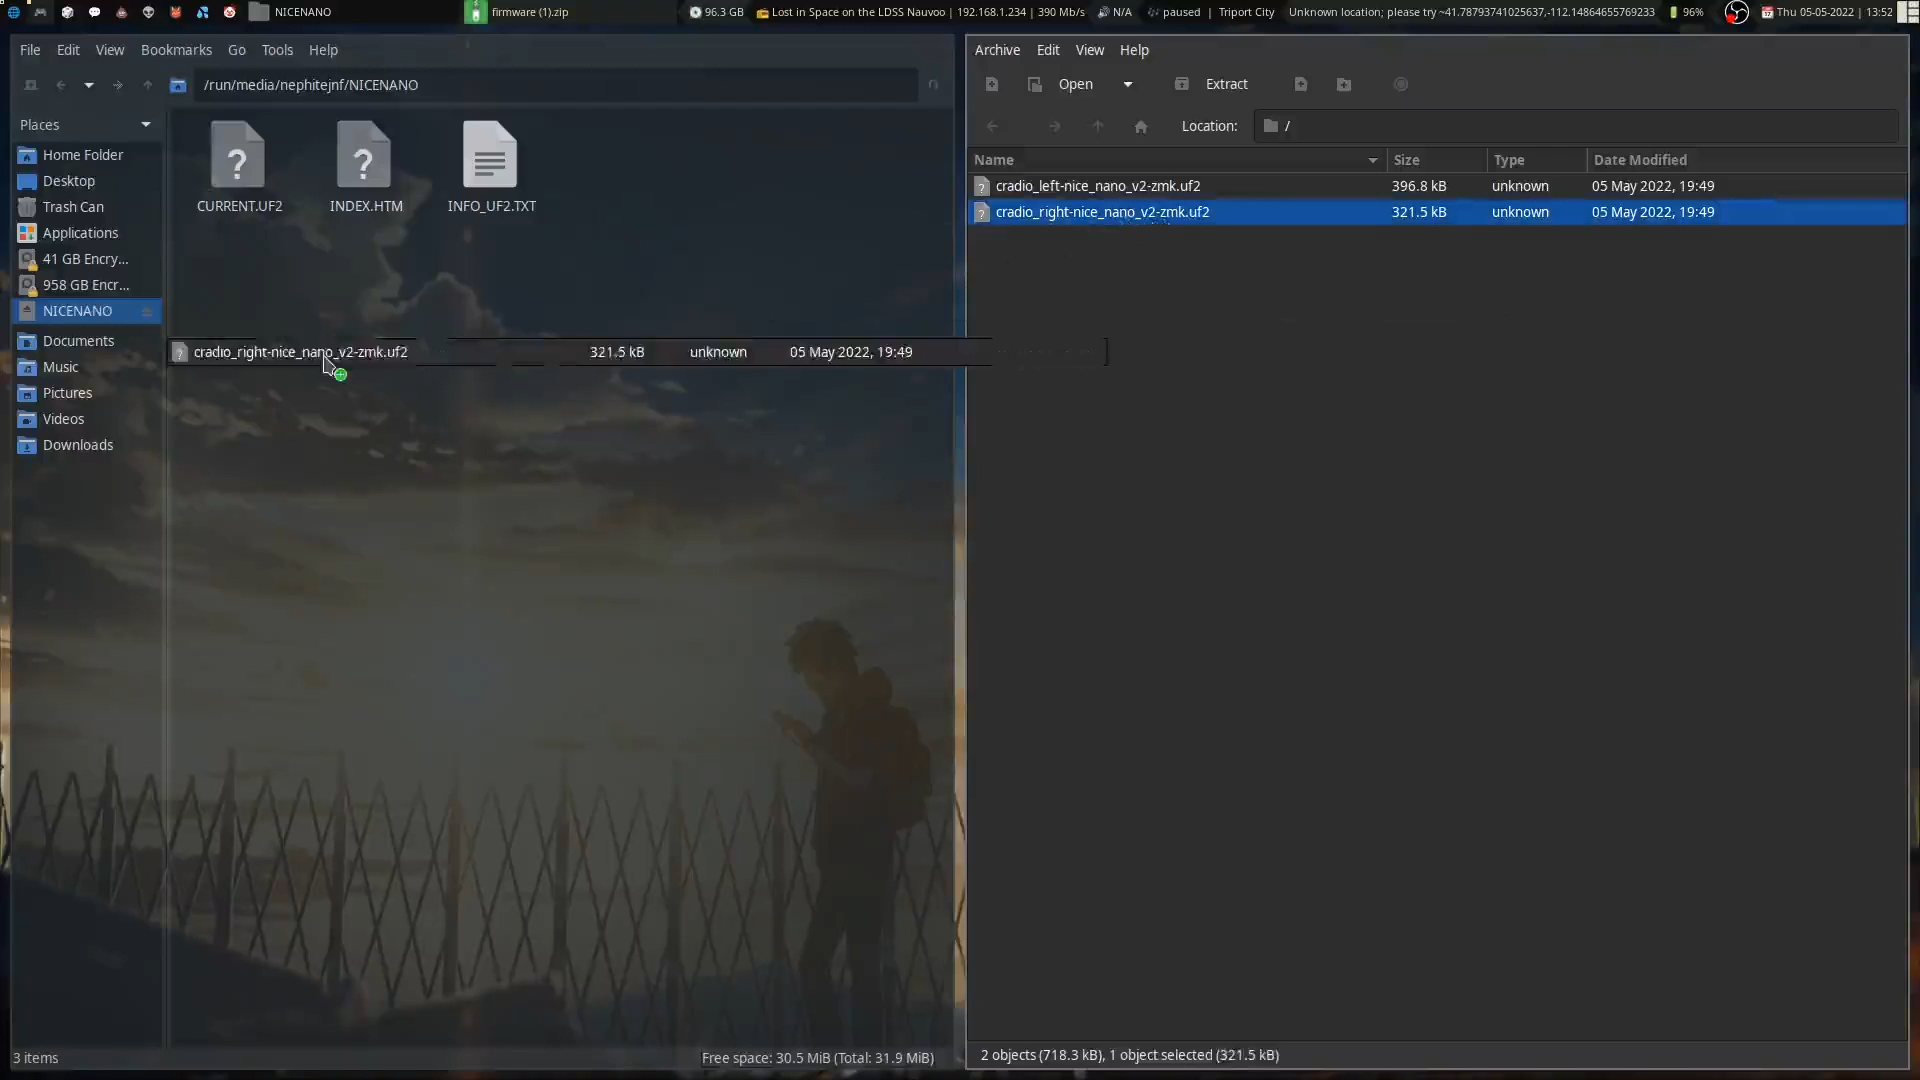 NICENANO
firmware (1).zip
96.3 GB
Lost in Space on the LDSS Nauvoo | 192.168.1.234 | 390 Mb/s
N/A
paused | Triport City
Unknown location; please try ~41.78793741025637,-112.14864655769233
96%
Thu 05-05-2022 | 13:52
File Edit View Bookmarks Go Tools Help
/run/media/nephitejnf/NICENANO
Places
Home Folder
Desktop
Trash Can
Applications
41 GB Encry...
958 GB Encr...
NICENANO
Documents
Music
Pictures
Videos
Downloads
CURRENT.UF2 INDEX.HTM INFO_UF2.TXT
cradio_right-nice_nano_v2-zmk.uf2 321.5 kB unknown 05 May 2022, 19:49
3 items
Free space: 30.5 MiB (Total: 31.9 MiB)
Archive Edit View Help
Open Extract
Location: /
Name Size Type Date Modified
cradio_left-nice_nano_v2-zmk.uf2 396.8 kB unknown 05 May 2022, 19:49
cradio_right-nice_nano_v2-zmk.uf2 321.5 kB unknown 05 May 2022, 19:49
2 objects (718.3 kB), 1 object selected (321.5 kB)